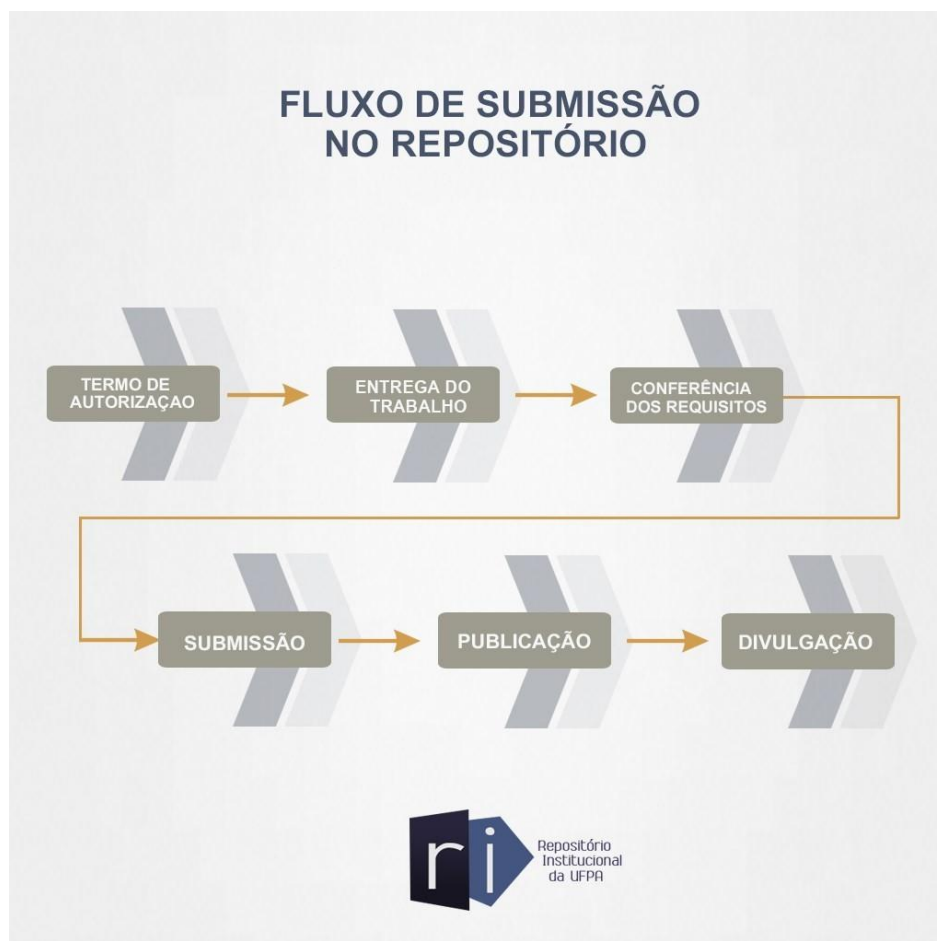 FLUXO DE SUBMISSÃO
NO REPOSITÓRIO
TERMO DE
AUTORIZAÇAO
ENTREGA DO
TRABALHO
CONFERÊNCIA
DOS REQUISITOS
SUBMISSÃO
PUBLICAÇÃO
DIVULGAÇÃO
ri
Repositório
Institucional
da UFPA